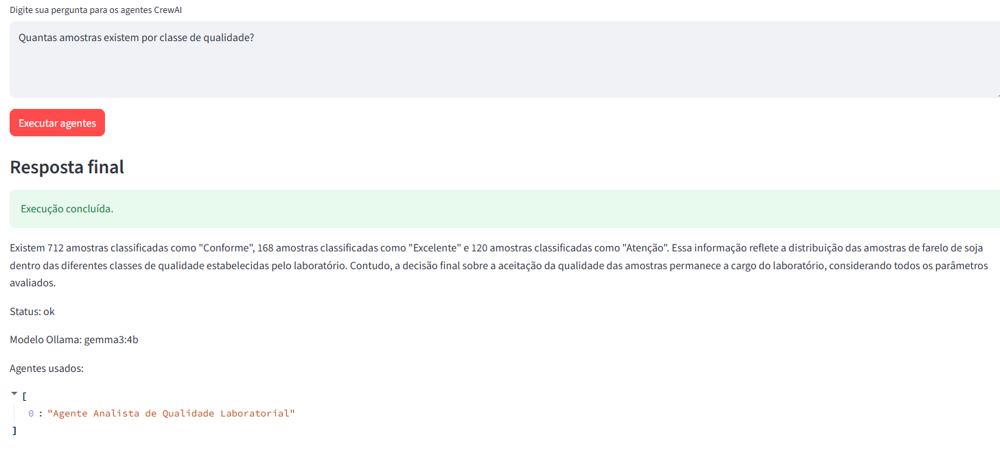 Digite sua pergunta para os agentes CrewAI
Quantas amostras existem por classe de qualidade?
Executar agentes
Resposta final
Execução concluída.
Existem 712 amostras classificadas como "Conforme", 168 amostras classificadas como "Excelente" e 120 amostras classificadas como "Atenção". Essa informação reflete a distribuição das amostras de farelo de soja
dentro das diferentes classes de qualidade estabelecidas pelo laboratório. Contudo, a decisão final sobre a aceitação da qualidade das amostras permanece a cargo do laboratório, considerando todos os parâmetros
avaliados.
Status: ok
Modelo Ollama: gemma3:4b
Agentes usados:
[
0 : "Agente Analista de Qualidade Laboratorial"
]